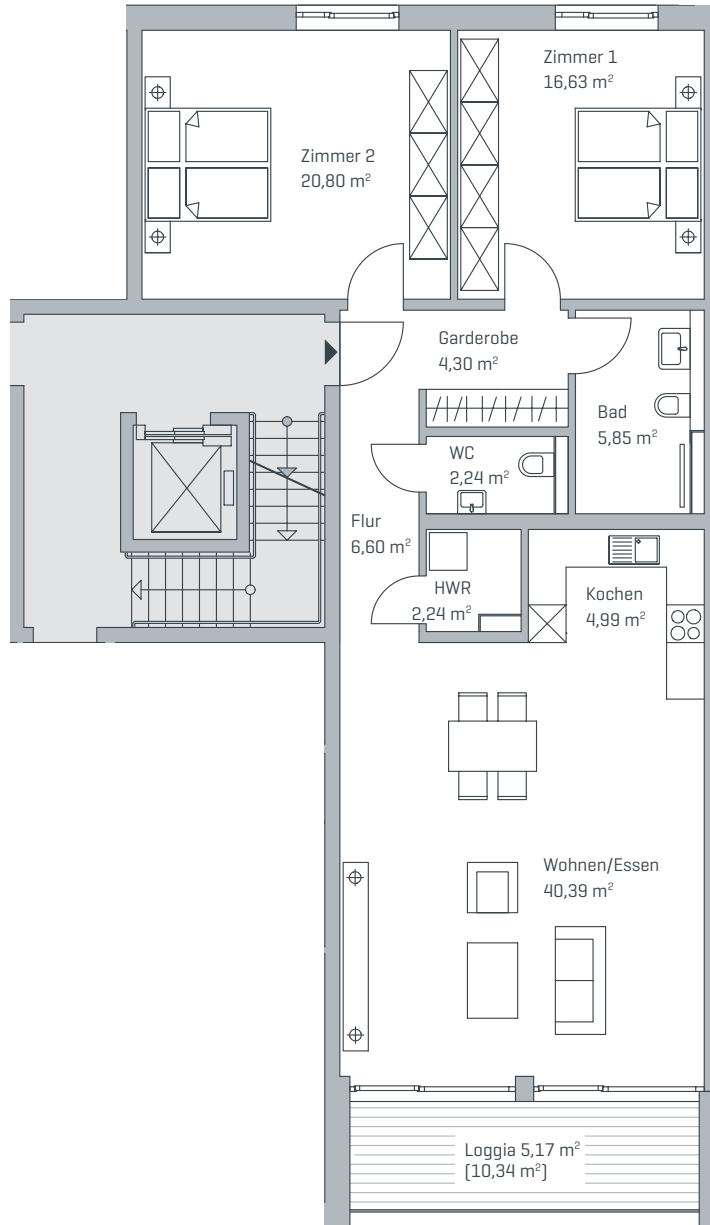 Zimmer 1
16,63 m²
Zimmer 2
20,80 m²
Garderobe
4,30 m²
Bad
5,85 m²
WC
2,24 m²
Flur
6,60 m²
HWR
2,24 m²
Kochen
4,99 m²
Wohnen/Essen
40,39 m²
Loggia 5,17 m²
(10,34 m²)